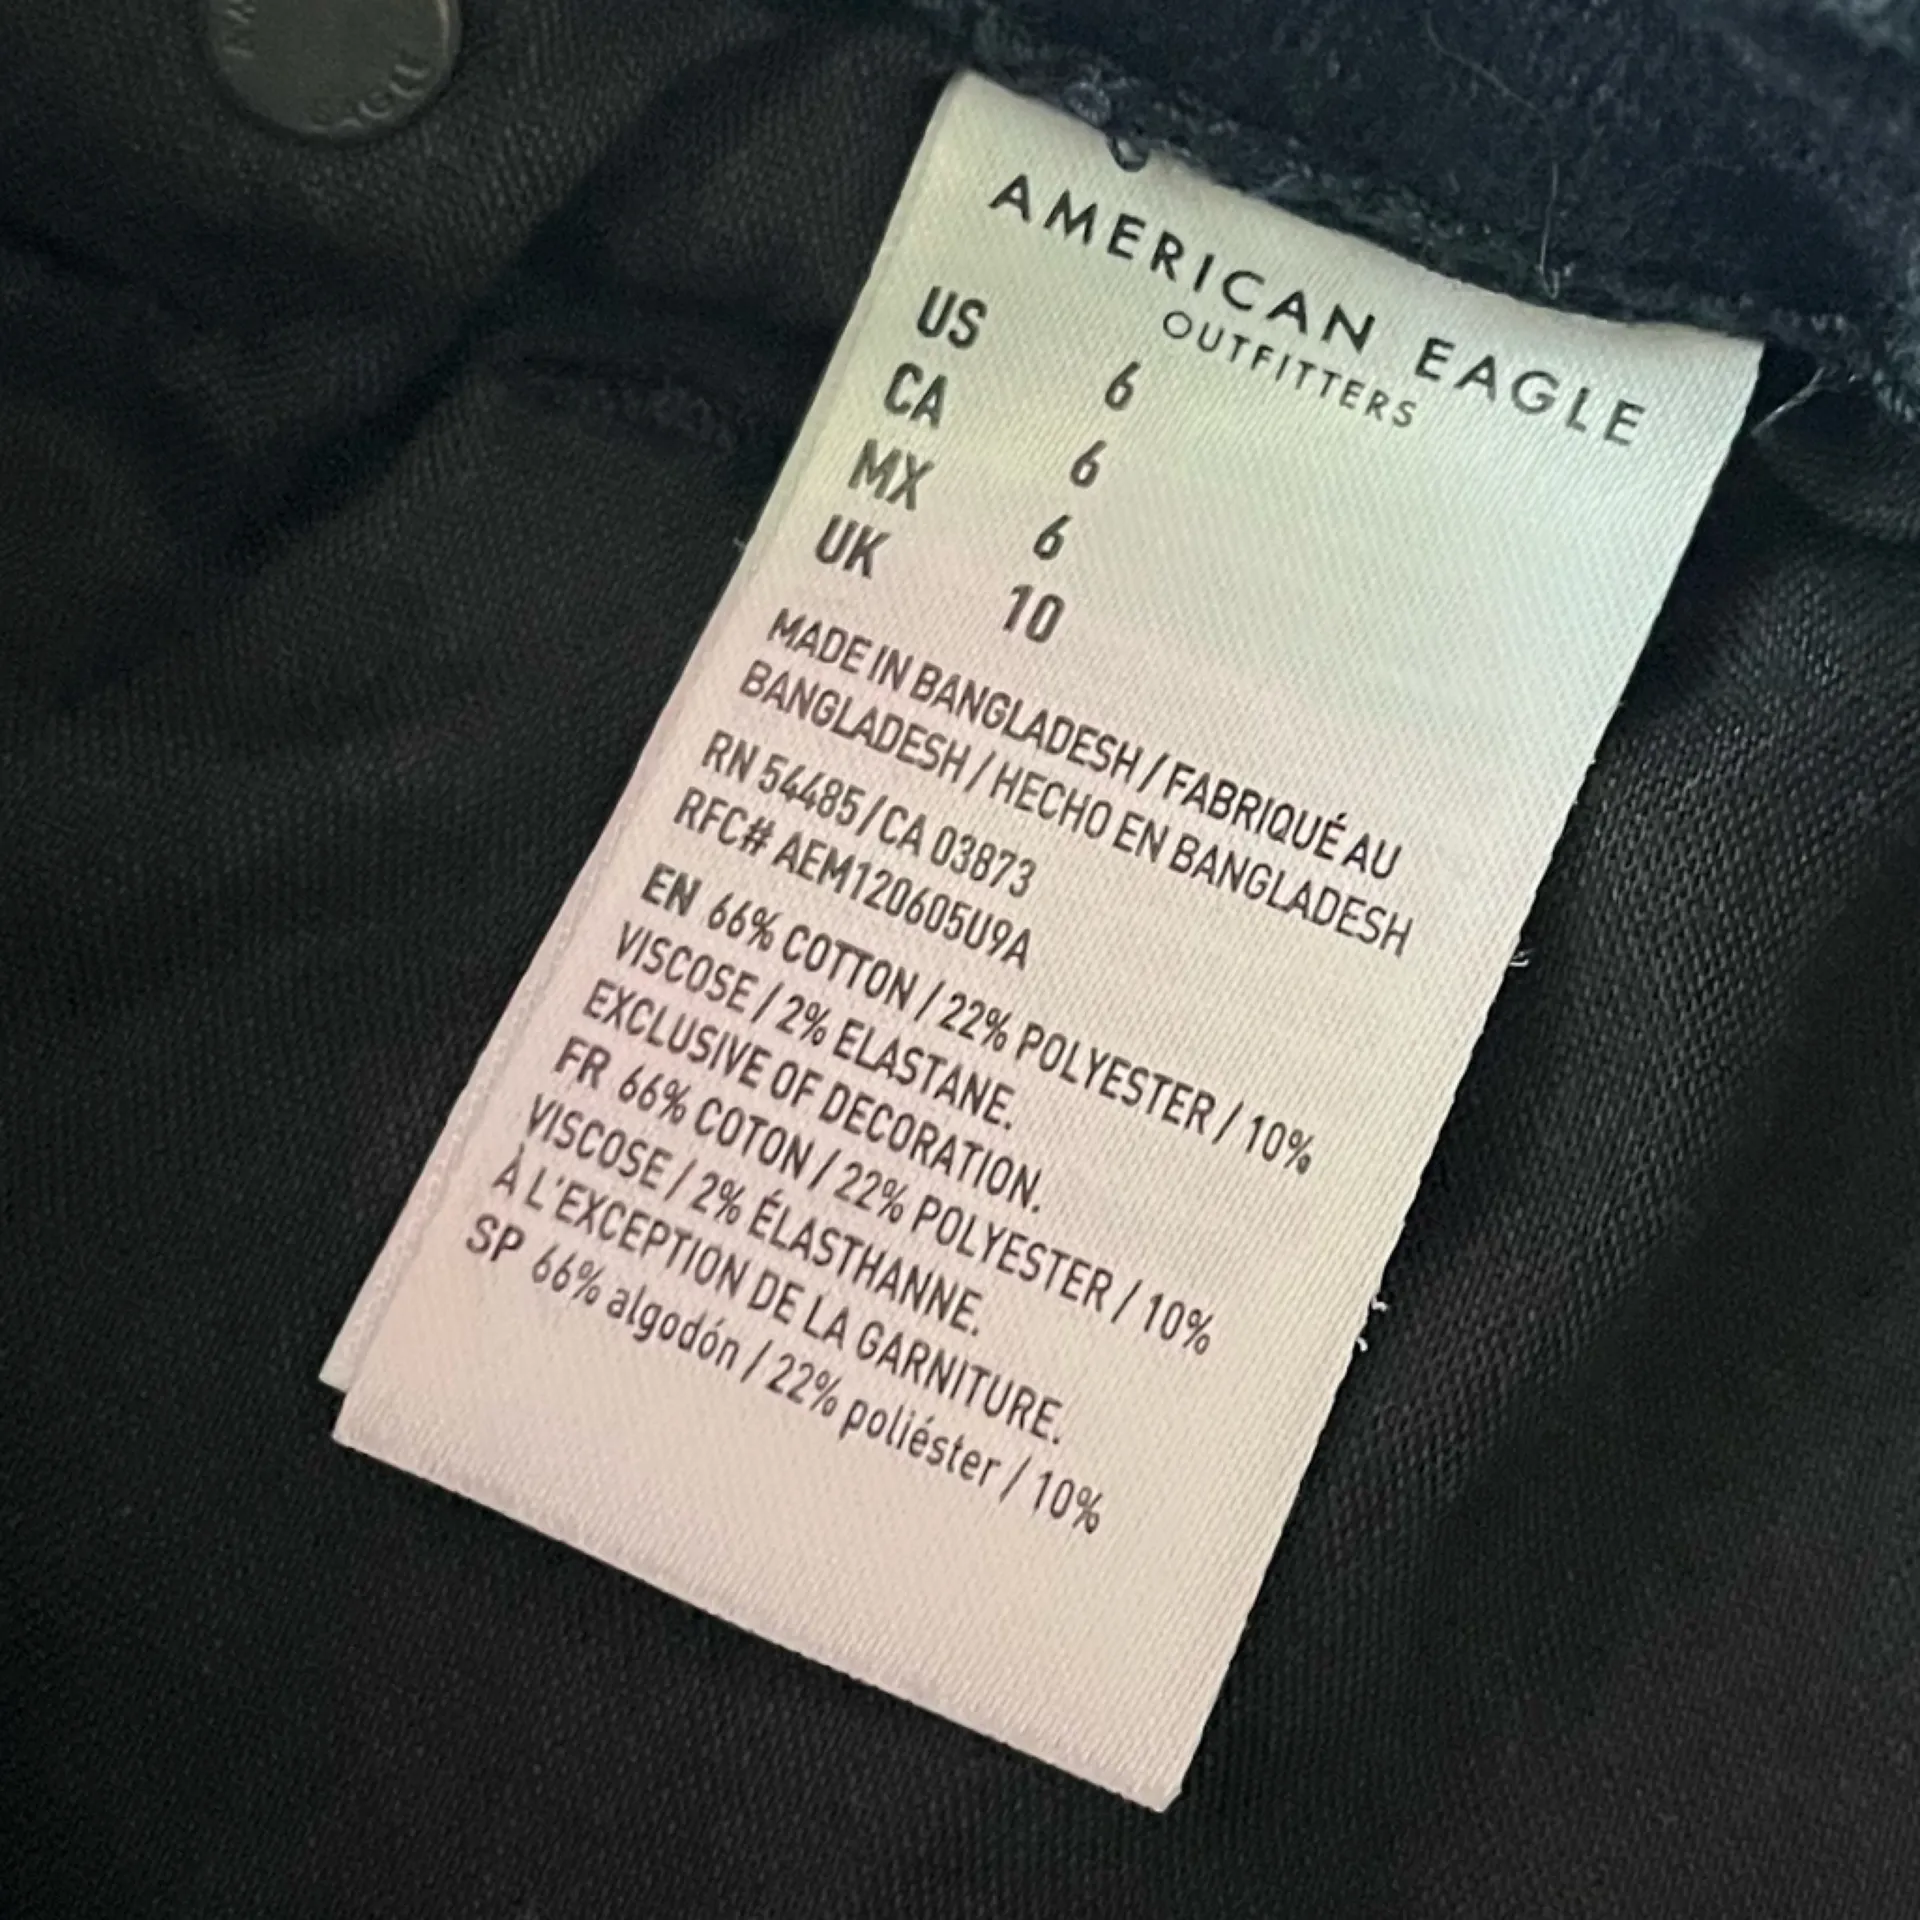 AMERICAN EAGLE
OUTFITTERS
US 6
CA 6
MX 6
UK 10
MADE IN BANGLADESH / FABRIQUÉ AU
BANGLADESH / HECHO EN BANGLADESH
RN 54485 / CA 03873
RFC# AEM120605U9A
EN 66% COTTON / 22% POLYESTER / 10%
VISCOSE / 2% ELASTANE.
EXCLUSIVE OF DECORATION.
FR 66% COTON / 22% POLYESTER / 10%
VISCOSE / 2% ÉLASTHANNE.
À L'EXCEPTION DE LA GARNITURE.
SP 66% algodón / 22% poliéster / 10%